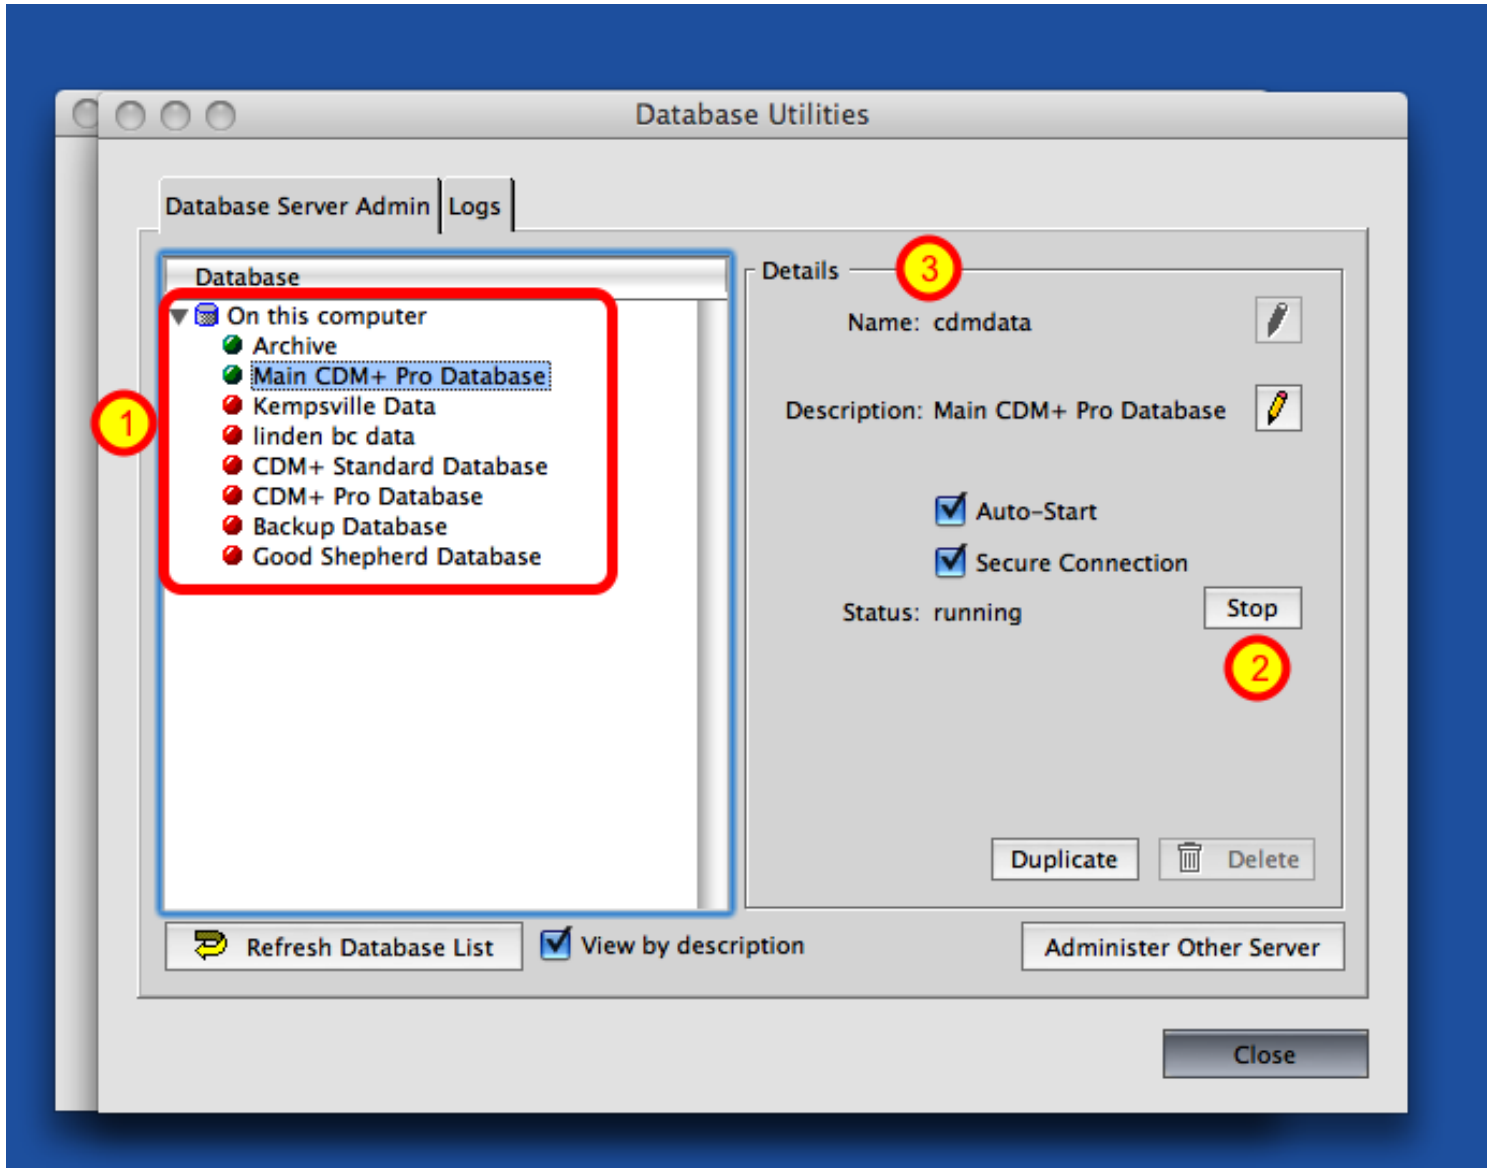 Database Utilities
Database Server Admin
Logs
Database
On this computer
Archive
Main CDM+ Pro Database
Kempsville Data
linden bc data
CDM+ Standard Database
CDM+ Pro Database
Backup Database
Good Shepherd Database
1
Details
3
Name: cdmdata
Description: Main CDM+ Pro Database
Auto-Start
Secure Connection
Status: running
Stop
2
Duplicate
Delete
Refresh Database List
View by description
Administer Other Server
Close